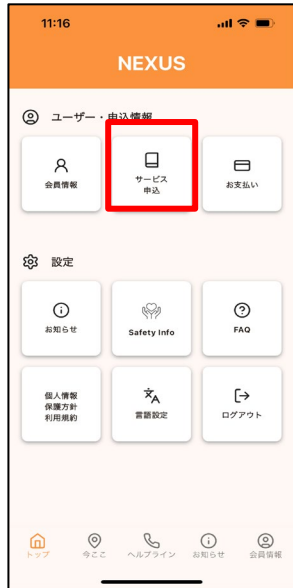 11:16
NEXUS
ユーザー・申込情報
会員情報
サービス
申込
お支払い
設定
お知らせ
Safety Info
FAQ
個人情報
保護方針
利用規約
言語設定
ログアウト
トップ
今ここ
ヘルプライン
お知らせ
会員情報